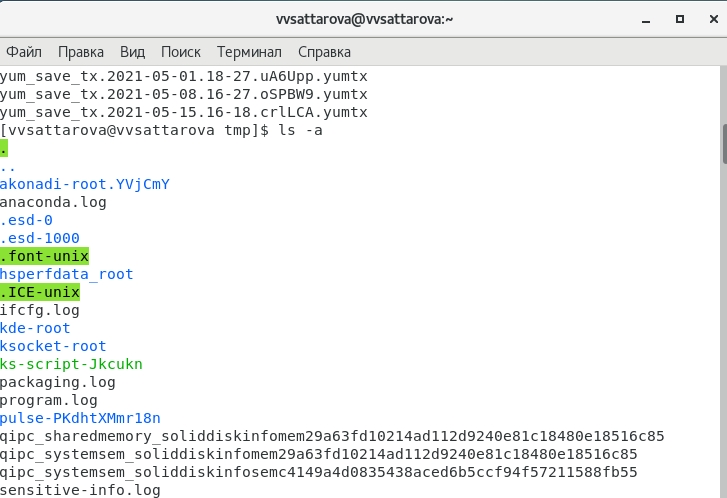 vvsattarova@vvsattarova:~
Файл Правка Вид Поиск Терминал Справка
yum_save_tx.2021-05-01.18-27.uA6Upp.yumtx
yum_save_tx.2021-05-08.16-27.oSPBW9.yumtx
yum_save_tx.2021-05-15.16-18.crlLCA.yumtx
[vvsattarova@vvsattarova tmp]$ ls -a
.
..
akonadi-root.YVjCmY
anaconda.log
.esd-0
.esd-1000
.font-unix
hsperfdata_root
.ICE-unix
ifcfg.log
kde-root
ksocket-root
ks-script-Jkcukn
packaging.log
program.log
pulse-PKdhtXMmr18n
qipc_sharedmemory_soliddiskinfomem29a63fd10214ad112d9240e81c18480e18516c85
qipc_systemsem_soliddiskinfomem29a63fd10214ad112d9240e81c18480e18516c85
qipc_systemsem_soliddiskinfosemc4149a4d0835438aced6b5ccf94f57211588fb55
sensitive-info.log